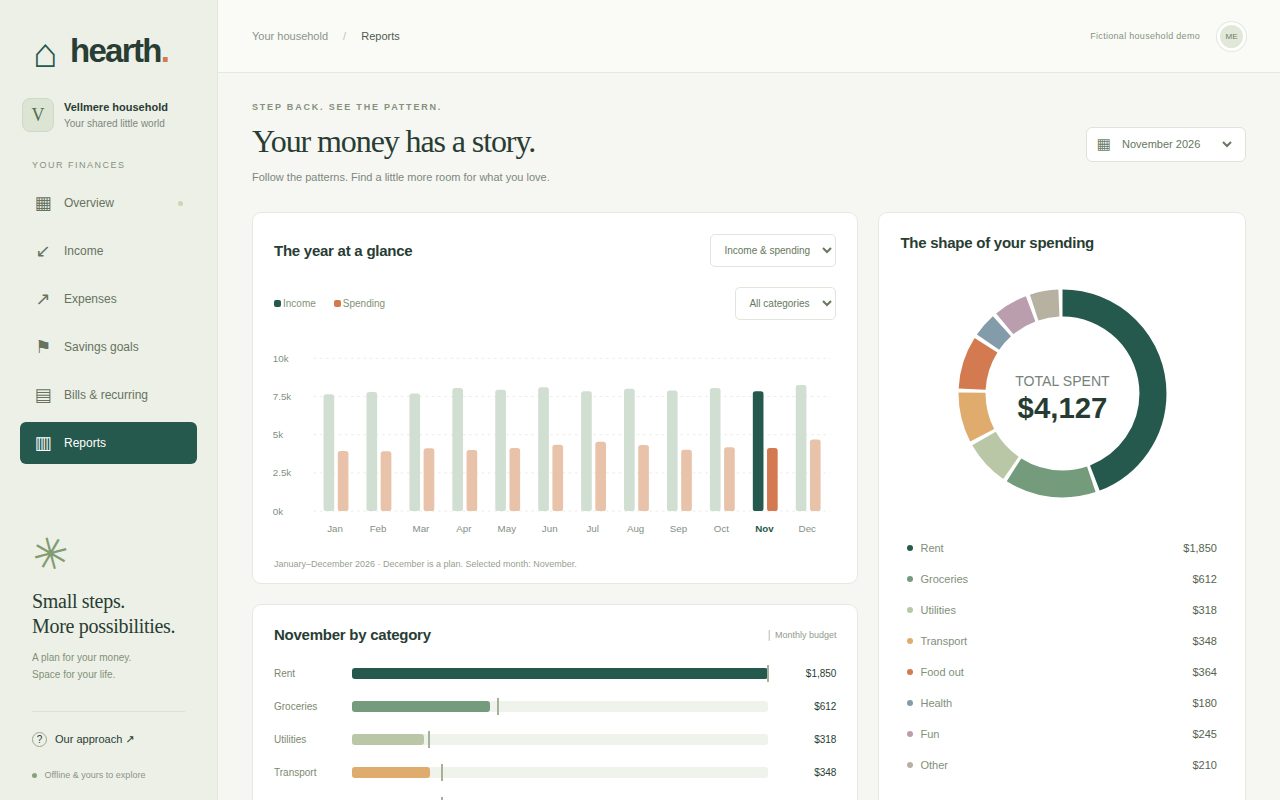 hearth.
V
Vellmere household
Your shared little world
YOUR FINANCES
Overview
Income
Expenses
Savings goals
Bills & recurring
Reports
Small steps.
More possibilities.
A plan for your money.
Space for your life.
? Our approach ↗
Offline & yours to explore
Your household / Reports
Fictional household demo
ME
STEP BACK. SEE THE PATTERN.
Your money has a story.
Follow the patterns. Find a little more room for what you love.
November 2026
The year at a glance
Income & spending
Income
Spending
All categories
10k
7.5k
5k
2.5k
0k
Jan Feb Mar Apr May Jun Jul Aug Sep Oct Nov Dec
January–December 2026 · December is a plan. Selected month: November.
November by category
| Monthly budget
Rent $1,850
Groceries $612
Utilities $318
Transport $348
The shape of your spending
TOTAL SPENT
$4,127
Rent $1,850
Groceries $612
Utilities $318
Transport $348
Food out $364
Health $180
Fun $245
Other $210